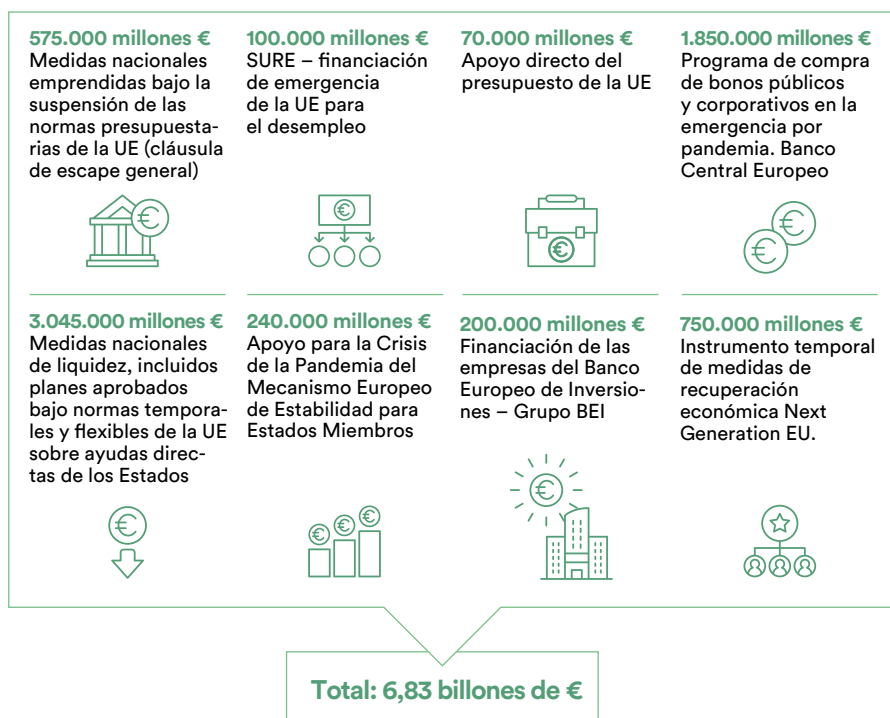 575.000 millones €
Medidas nacionales
emprendidas bajo la
suspensión de las
normas presupuesta-
rias de la UE (cláusula
de escape general)
100.000 millones €
SURE – financiación
de emergencia
de la UE para
el desempleo
70.000 millones €
Apoyo directo del
presupuesto de la UE
1.850.000 millones €
Programa de compra
de bonos públicos
y corporativos en la
emergencia por
pandemia. Banco
Central Europeo
3.045.000 millones €
Medidas nacionales
de liquidez, incluidos
planes aprobados
bajo normas tempora-
les y flexibles de la UE
sobre ayudas direc-
tas de los Estados
240.000 millones €
Apoyo para la Crisis
de la Pandemia del
Mecanismo Europeo
de Estabilidad para
Estados Miembros
200.000 millones €
Financiación de las
empresas del Banco
Europeo de Inversio-
nes – Grupo BEI
750.000 millones €
Instrumento temporal
de medidas de
recuperación
económica Next
Generation EU.
Total: 6,83 billones de €